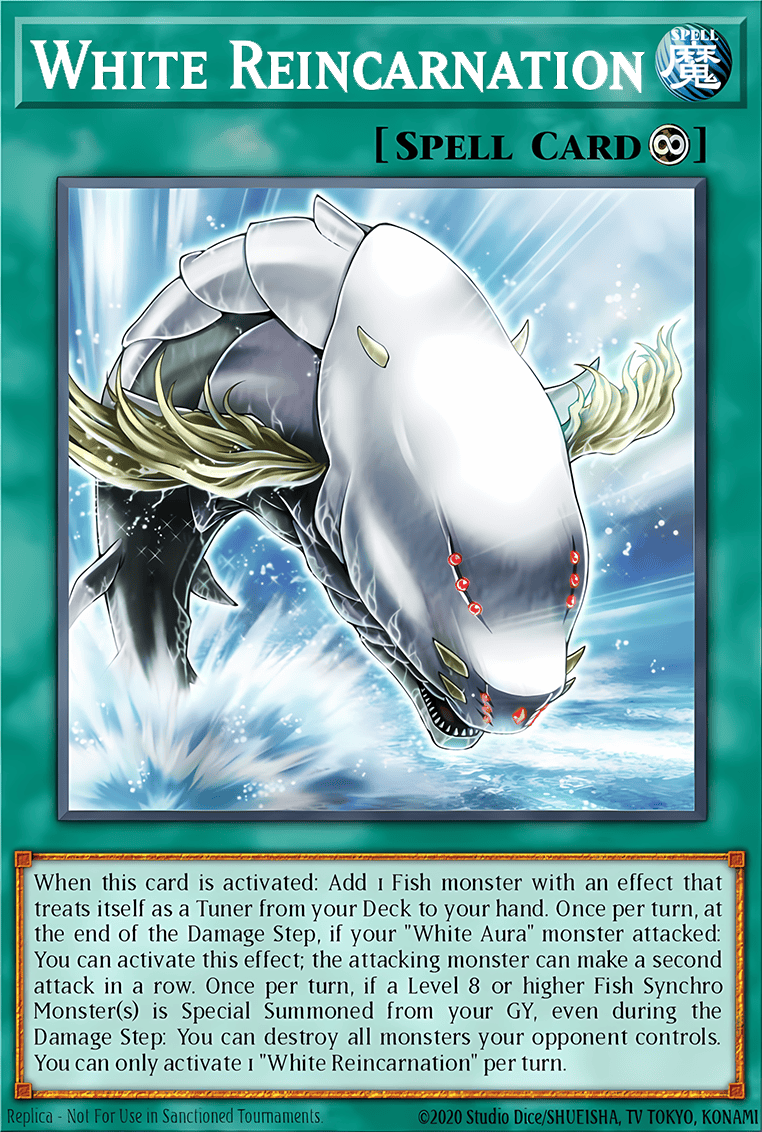 WHITE REINCARNATION
SPELL
魔
[SPELL CARD]
When this card is activated: Add 1 Fish monster with an effect that
treats itself as a Tuner from your Deck to your hand. Once per turn, at
the end of the Damage Step, if your "White Aura" monster attacked:
You can activate this effect; the attacking monster can make a second
attack in a row. Once per turn, if a Level 8 or higher Fish Synchro
Monster(s) is Special Summoned from your GY, even during the
Damage Step: You can destroy all monsters your opponent controls.
You can only activate 1 "White Reincarnation" per turn.
Replica - Not For Use in Sanctioned Tournaments.
©2020 Studio Dice/SHUEISHA, TV TOKYO, KONAMI